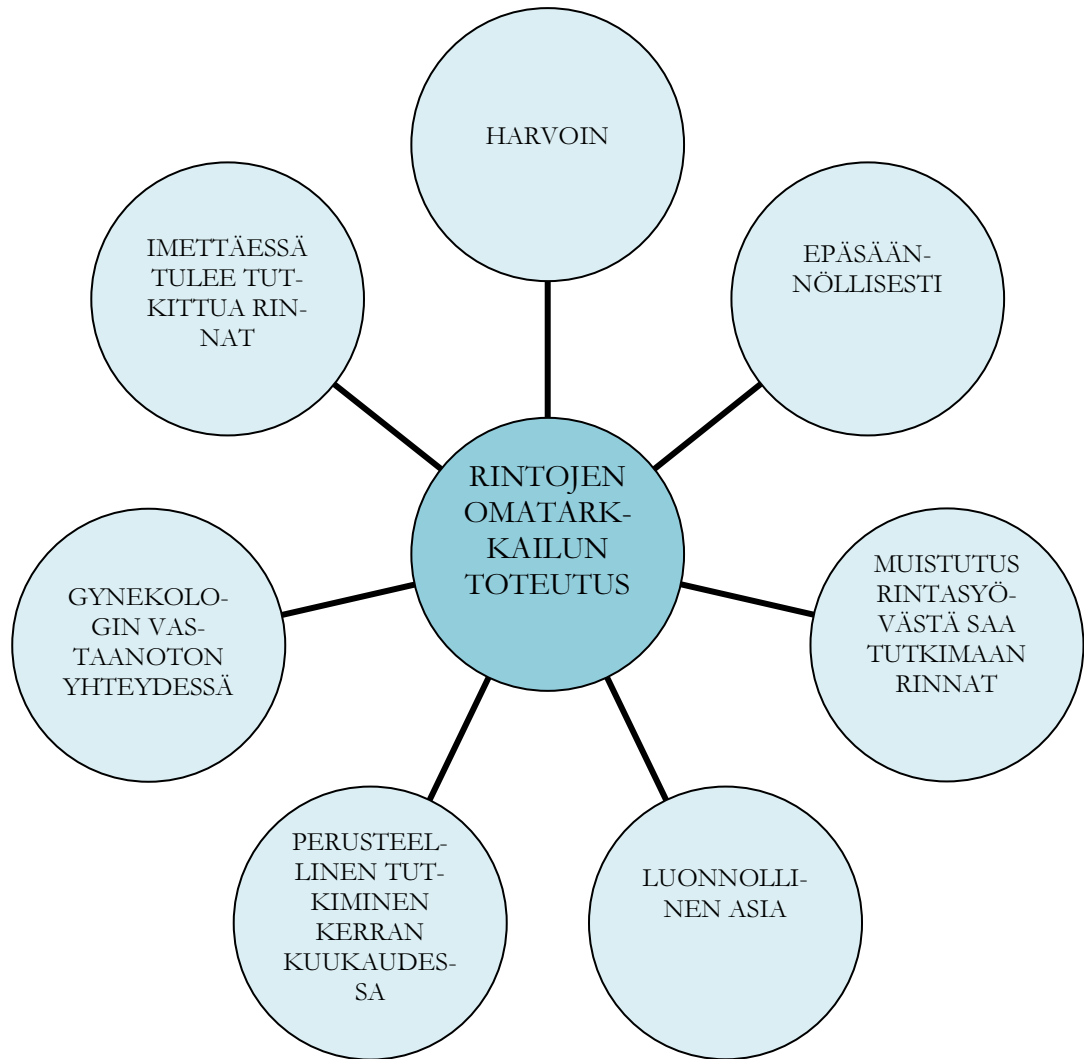 HARVOIN
IMETTÄESSÄ
TULEE TUT-
KITTUA RIN-
NAT
EPÄSÄÄN-
NÖLLISESTI
RINTOJEN
OMATARK-
KAILUN
TOTEUTUS
GYNEKOLO-
GIN VAS-
TAANOTON
YHTEYDESSÄ
MUISTUTUS
RINTASYÖ-
VÄSTÄ SAA
TUTKIMAAN
RINNAT
PERUSTEEL-
LINEN TUT-
KIMINEN
KERRAN
KUUKAUDES-
SA
LUONNOLLI-
NEN ASIA